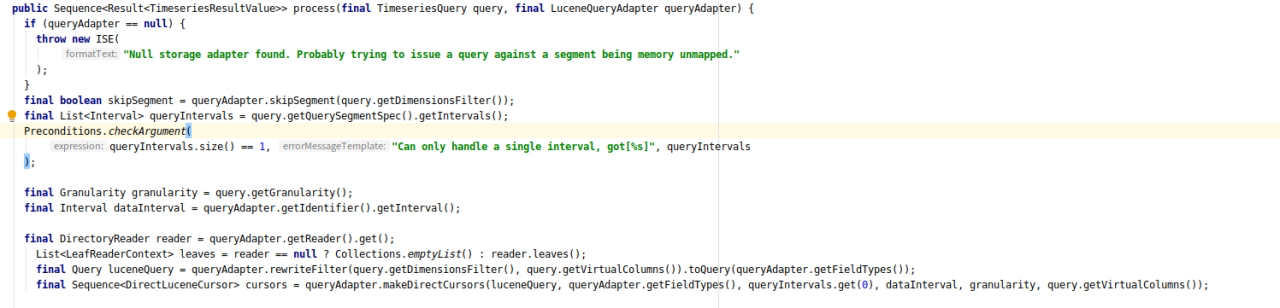 public Sequence<Result<TimeseriesResultValue>> process(final TimeseriesQuery query, final LuceneQueryAdapter queryAdapter) {
if (queryAdapter == null) {
throw new ISE(
formatText: "Null storage adapter found. Probably trying to issue a query against a segment being memory unmapped."
);
}
final boolean skipSegment = queryAdapter.skipSegment(query.getDimensionsFilter());
final List<Interval> queryIntervals = query.getQuerySegmentSpec().getIntervals();
Preconditions.checkArgument(
expression: queryIntervals.size() == 1, errorMessageTemplate: "Can only handle a single interval, got[%s]", queryIntervals
);
final Granularity granularity = query.getGranularity();
final Interval dataInterval = queryAdapter.getIdentifier().getInterval();
final DirectoryReader reader = queryAdapter.getReader().get();
List<LeafReaderContext> leaves = reader == null ? Collections.emptyList() : reader.leaves();
final Query luceneQuery = queryAdapter.rewriteFilter(query.getDimensionsFilter(), query.getVirtualColumns()).toQuery(queryAdapter.getFieldTypes());
final Sequence<DirectLuceneCursor> cursors = queryAdapter.makeDirectCursors(luceneQuery, queryAdapter.getFieldTypes(), queryIntervals.get(0), dataInterval, granularity, query.getVirtualColumns());